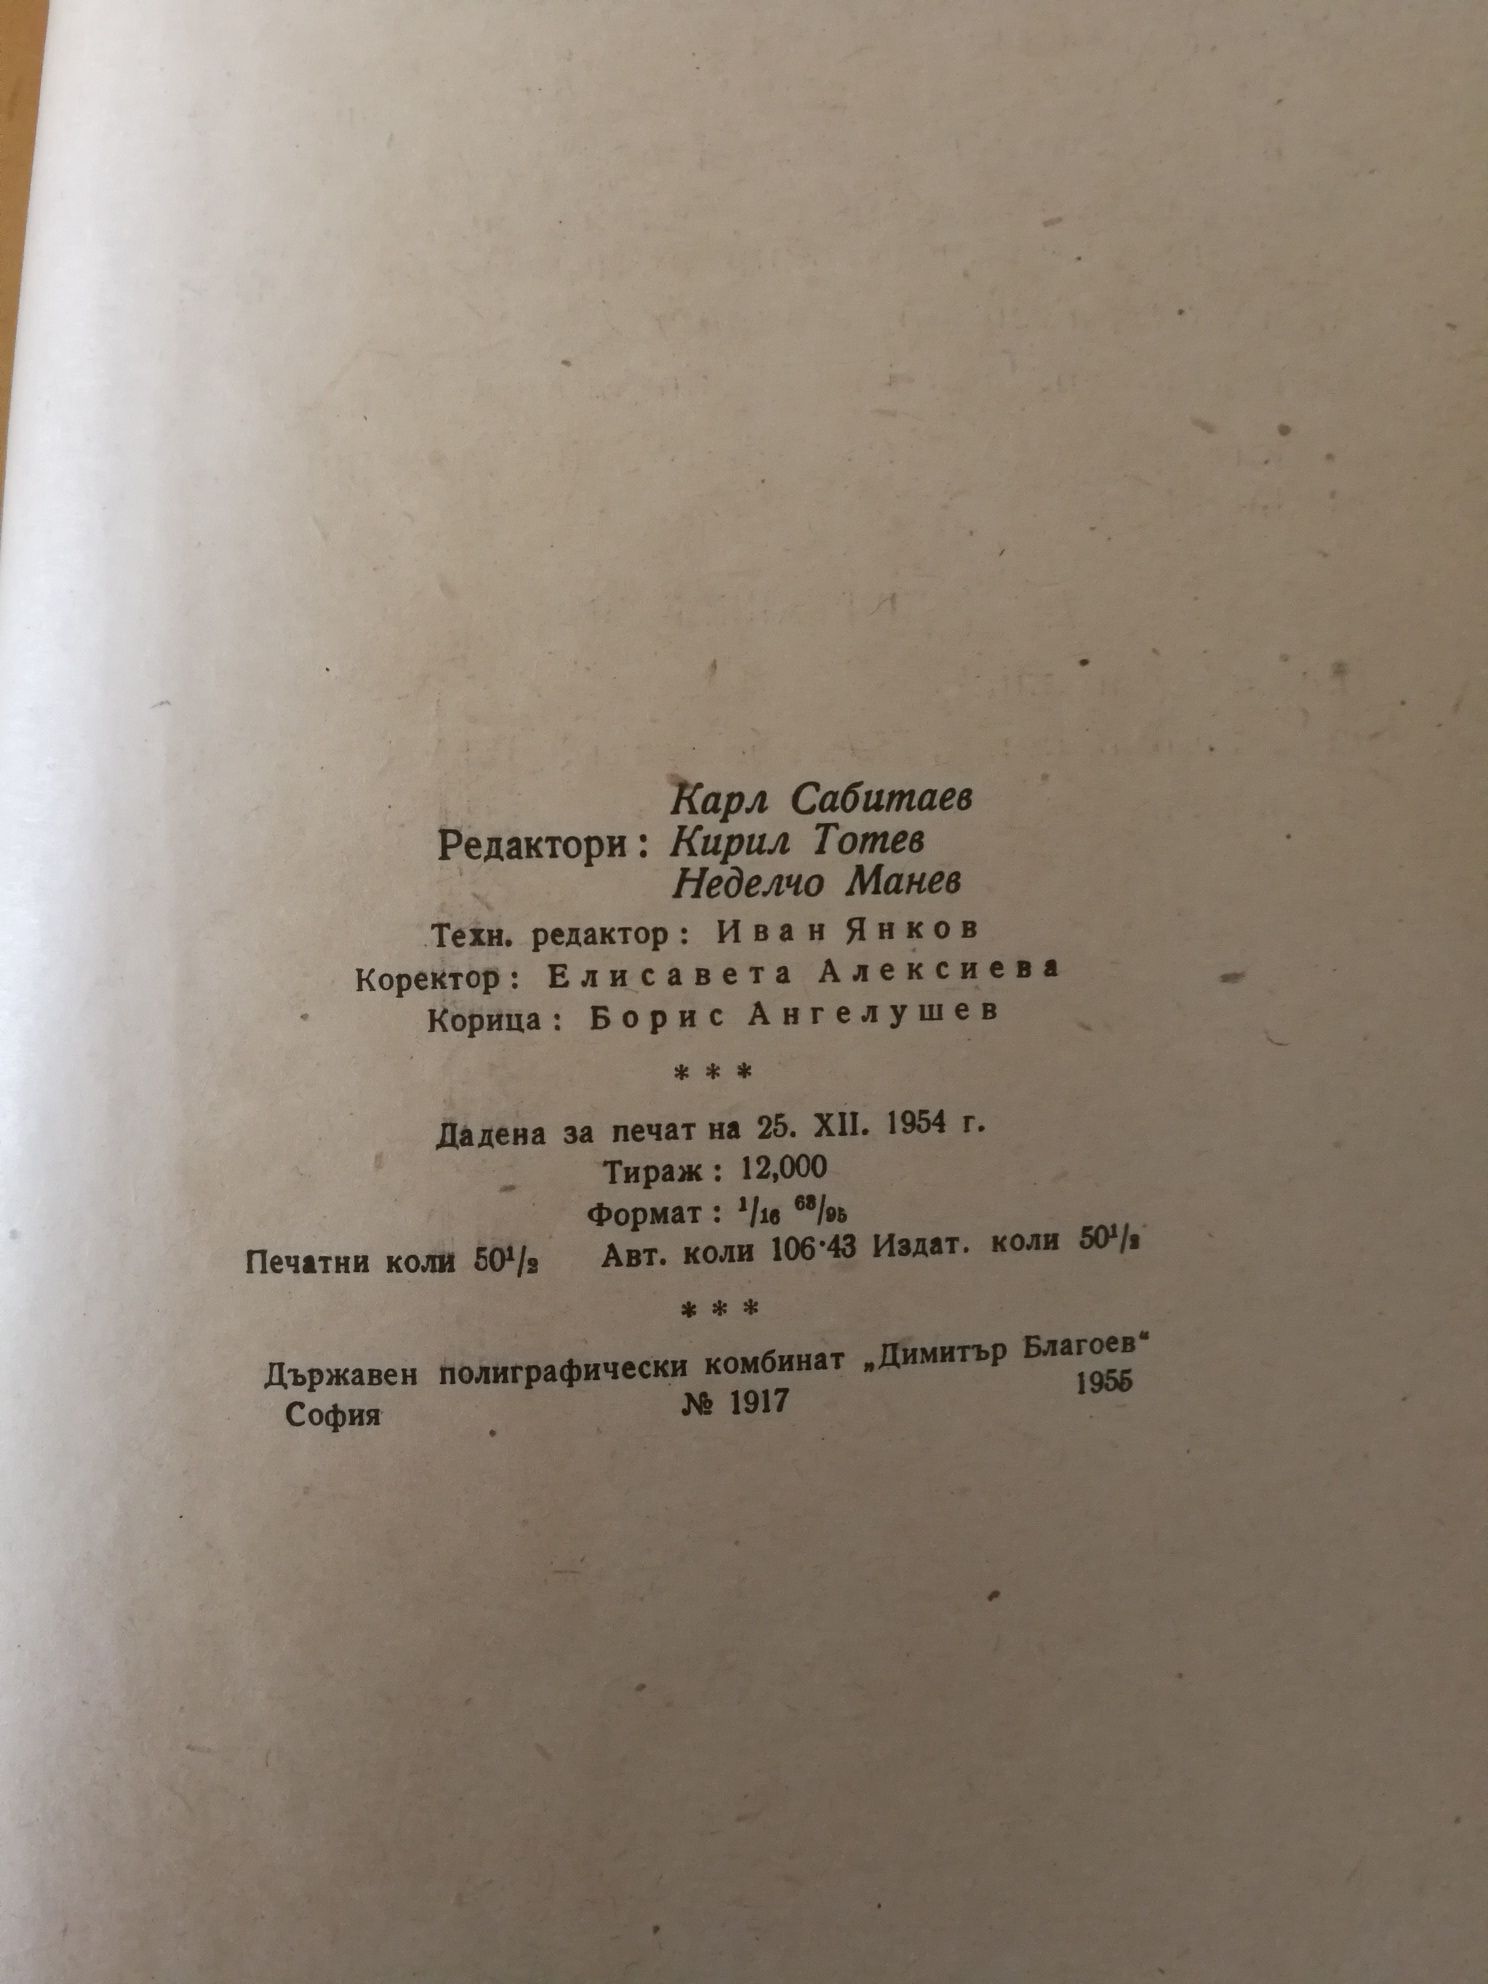 Карл Сабитаев
Редактори: Кирил Тотев
Неделчо Манев
Техн. редактор: Иван Янков
Коректор: Елисавета Алексиева
Корица: Борис Ангелушев
* * *
Дадена за печат на 25. XII. 1954 г.
Тираж: 12,000
Формат: 1/16 68/95
Печатни коли 50¹/₂ Авт. коли 106·43 Издат. коли 50¹/₂
* * *
Държавен полиграфически комбинат „Димитър Благоев“
София № 1917 1955